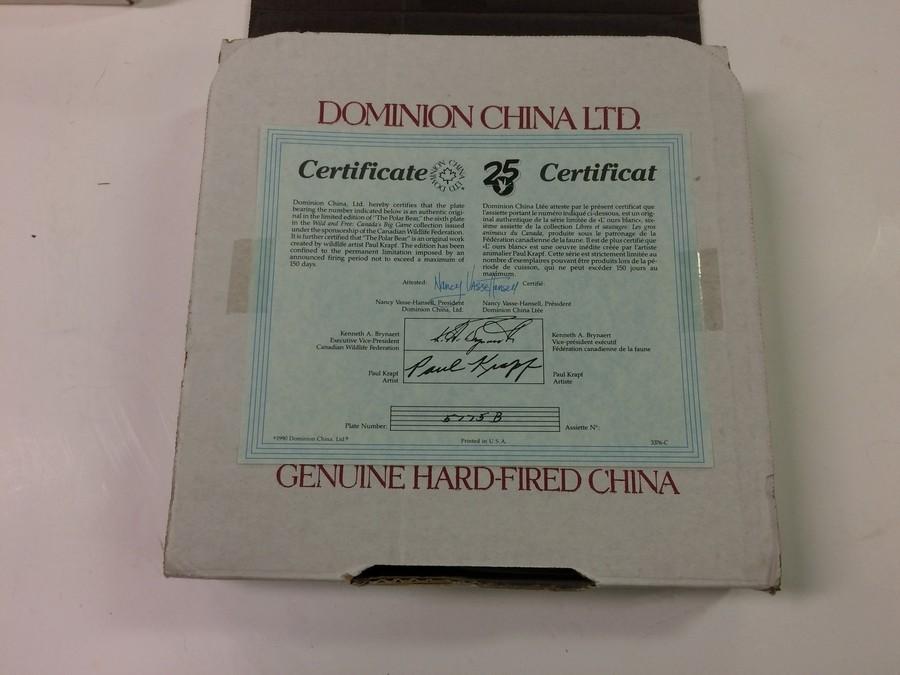 DOMINION CHINA LTD.
Certificate
DOMINION CHINA LTD.
25
Certificat
Dominion China, Ltd. hereby certifies that the plate
bearing the number indicated below is an authentic origi-
nal in the limited edition of "The Polar Bear," the sixth plate
in the Wild and Free: Canada's Big Game collection issued
under the sponsorship of the Canadian Wildlife Federation.
It is further certified that "The Polar Bear" is an original work
created by wildlife artist Paul Krapf. The edition has been
confined to the permanent limitation imposed by an
announced firing period not to exceed a maximum of
150 days.
Dominion China Ltée atteste par le présent certificat que
l'assiette portant le numéro indiqué ci-dessous, est un orig-
inal authentique de la série limitée de «L' ours blanc», six-
ième assiette de la collection Libres et sauvages: Les gros
animaux du Canada, produite sous le patronage de la
Fédération canadienne de la faune. Il est de plus certifié que
«L' ours blanc» est une oeuvre inédite créée par l'artiste
animalier Paul Krapf. Cette série est strictement limitée au
nombre d'exemplaires pouvant être produits lors de la pé-
riode de cuisson, qui ne peut excéder 150 jours au
maximum.
Attested: Nancy Vasse Hansell Certifié:
Nancy Vasse-Hansell, President
Dominion China, Ltd.
Nancy Vasse-Hansell, Président
Dominion China Ltée
Kenneth A. Brynaert
Executive Vice-President
Canadian Wildlife Federation
Kenneth A. Brynaert
Vice-président exécutif
Fédération canadienne de la faune
Paul Krapf
Artist
Paul Krapf
Paul Krapf
Artiste
Plate Number: 5775 B Assiette N°:
©1990 Dominion China, Ltd.® Printed in U.S.A. 3376-C
GENUINE HARD-FIRED CHINA